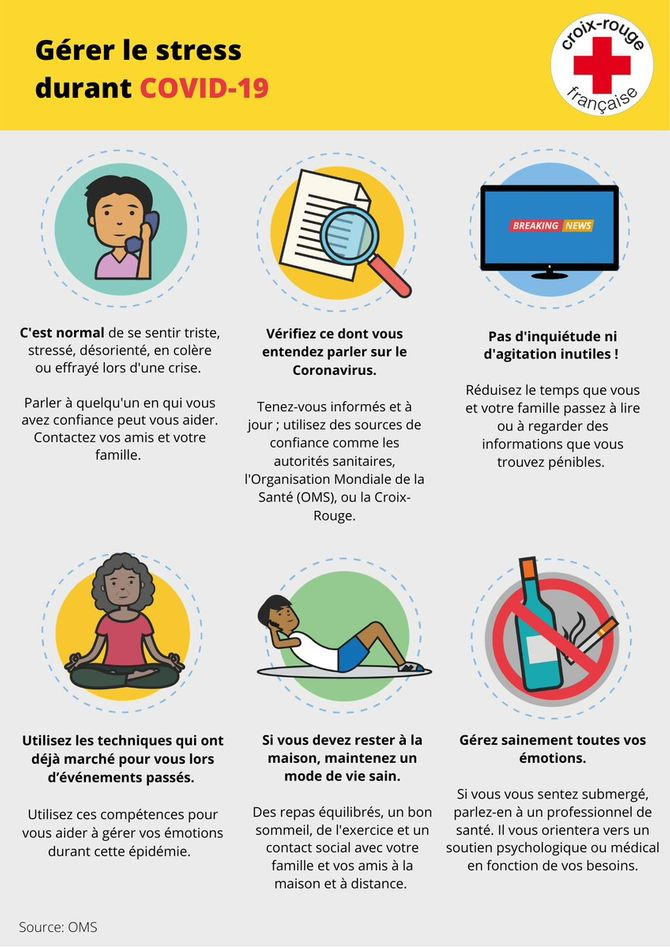 Gérer le stress
durant COVID-19
croix-rouge
française
BREAKING NEWS
C'est normal de se sentir triste,
stressé, désorienté, en colère
ou effrayé lors d'une crise.
Parler à quelqu'un en qui vous
avez confiance peut vous aider.
Contactez vos amis et votre
famille.
Vérifiez ce dont vous
entendez parler sur le
Coronavirus.
Tenez-vous informés et à
jour ; utilisez des sources de
confiance comme les
autorités sanitaires,
l'Organisation Mondiale de la
Santé (OMS), ou la Croix-
Rouge.
Pas d'inquiétude ni
d'agitation inutiles !
Réduisez le temps que vous
et votre famille passez à lire
ou à regarder des
informations que vous
trouvez pénibles.
Utilisez les techniques qui ont
déjà marché pour vous lors
d’événements passés.
Utilisez ces compétences pour
vous aider à gérer vos émotions
durant cette épidémie.
Si vous devez rester à la
maison, maintenez un
mode de vie sain.
Des repas équilibrés, un bon
sommeil, de l'exercice et un
contact social avec votre
famille et vos amis à la
maison et à distance.
Gérez sainement toutes vos
émotions.
Si vous vous sentez submergé,
parlez-en à un professionnel de
santé. Il vous orientera vers un
soutien psychologique ou médical
en fonction de vos besoins.
Source: OMS